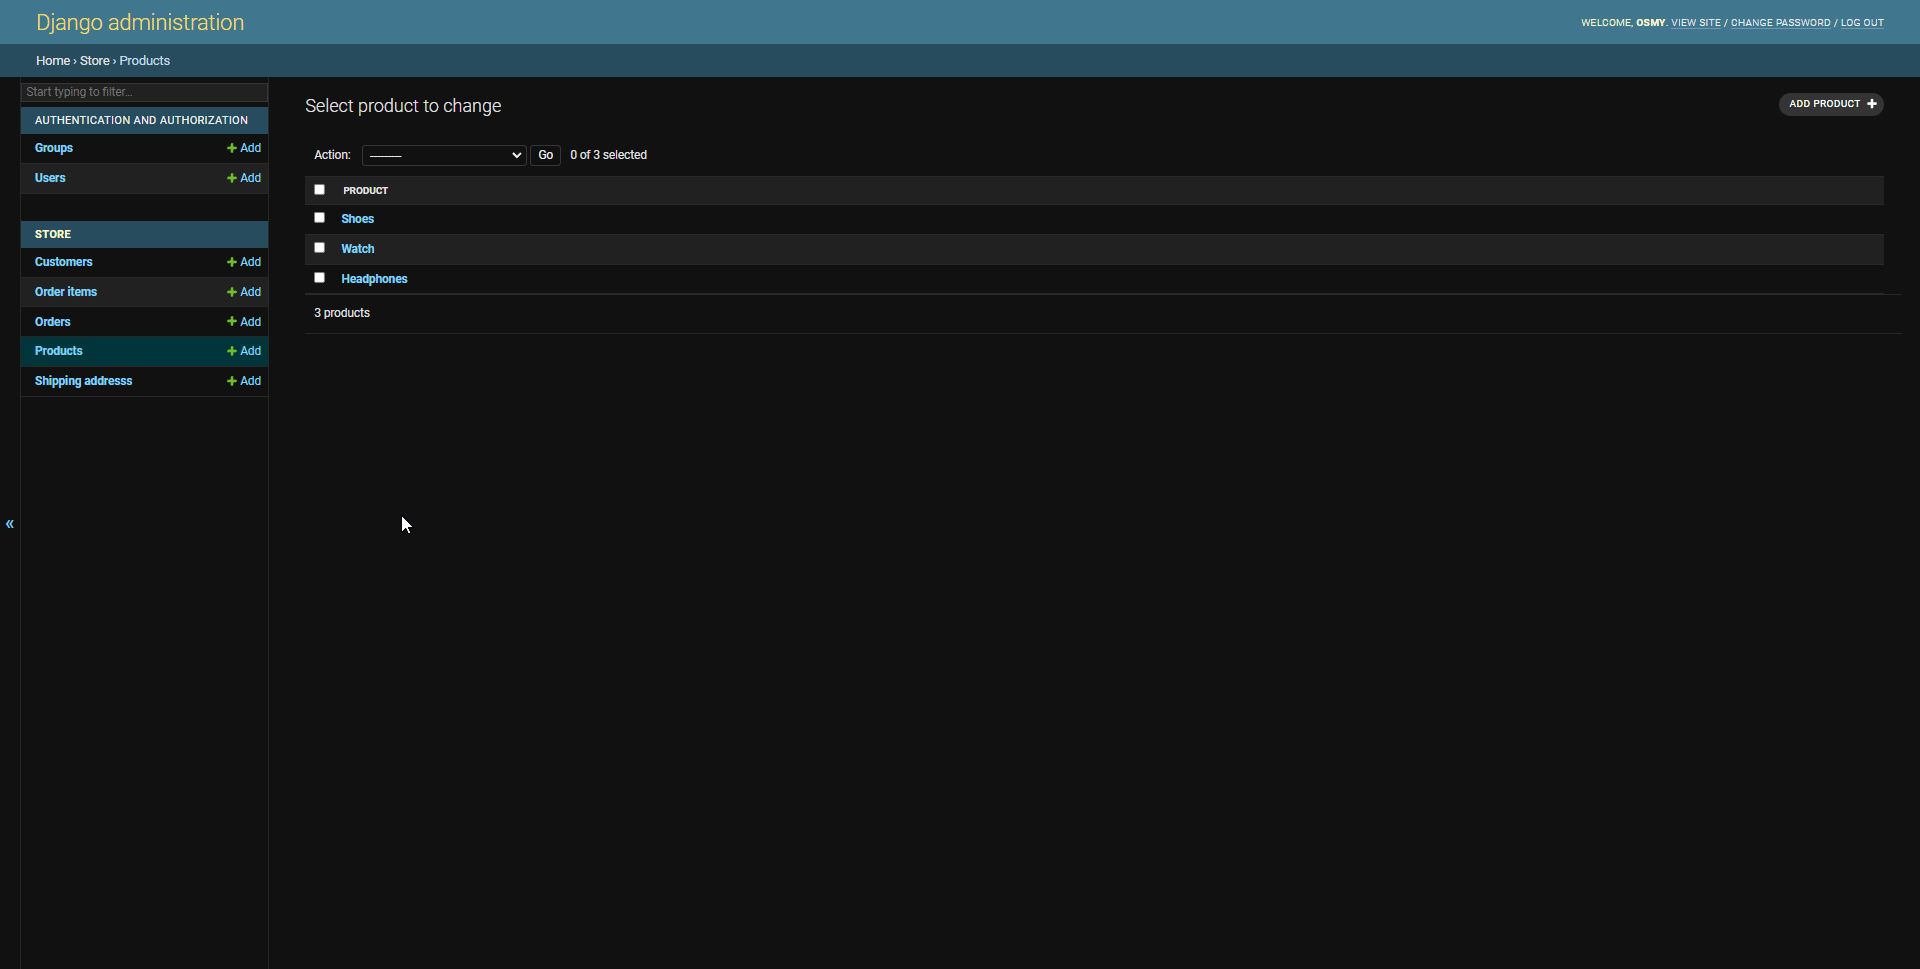 Django administration
WELCOME, OSMY. VIEW SITE / CHANGE PASSWORD / LOG OUT
Home › Store › Products
Start typing to filter...
AUTHENTICATION AND AUTHORIZATION
Groups + Add
Users + Add
STORE
Customers + Add
Order items + Add
Orders + Add
Products + Add
Shipping addresss + Add
«
Select product to change
ADD PRODUCT +
Action: --------- Go 0 of 3 selected
PRODUCT
Shoes
Watch
Headphones
3 products